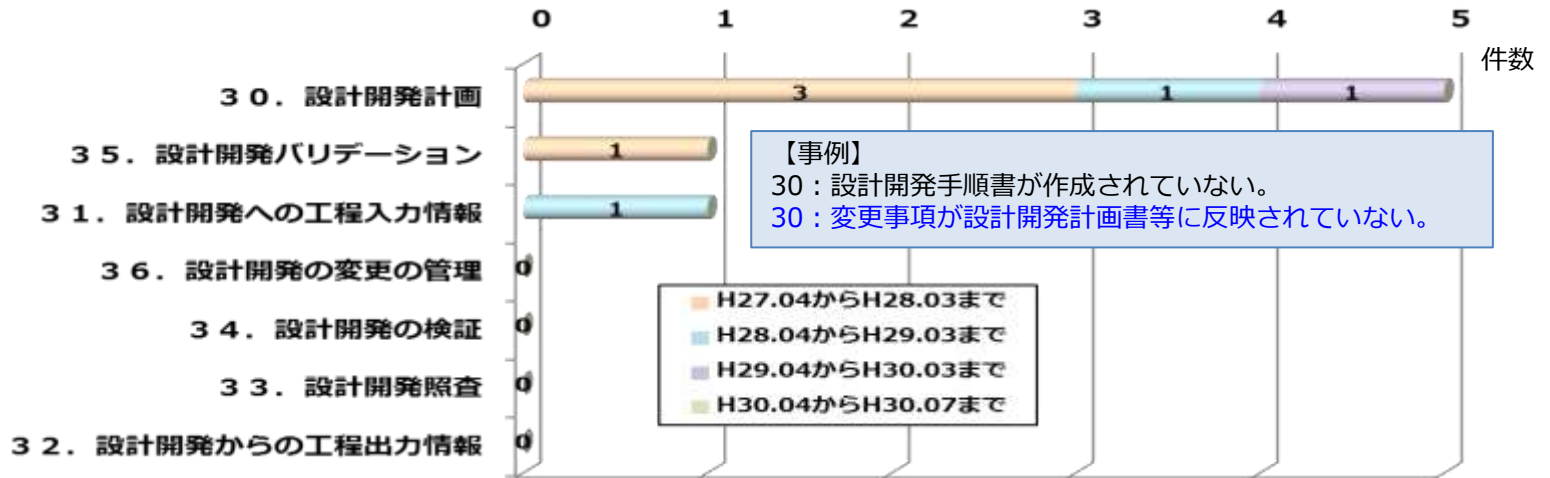 0 1 2 3 4 5
件数
３０．設計開発計画 3 1 1
３５．設計開発バリデーション 1
３１．設計開発への工程入力情報 1
３６．設計開発の変更の管理 0
３４．設計開発の検証 0
３３．設計開発照査 0
３２．設計開発からの工程出力情報 0
【事例】
30：設計開発手順書が作成されていない。
30：変更事項が設計開発計画書等に反映されていない。
H27.04からH28.03まで
H28.04からH29.03まで
H29.04からH30.03まで
H30.04からH30.07まで